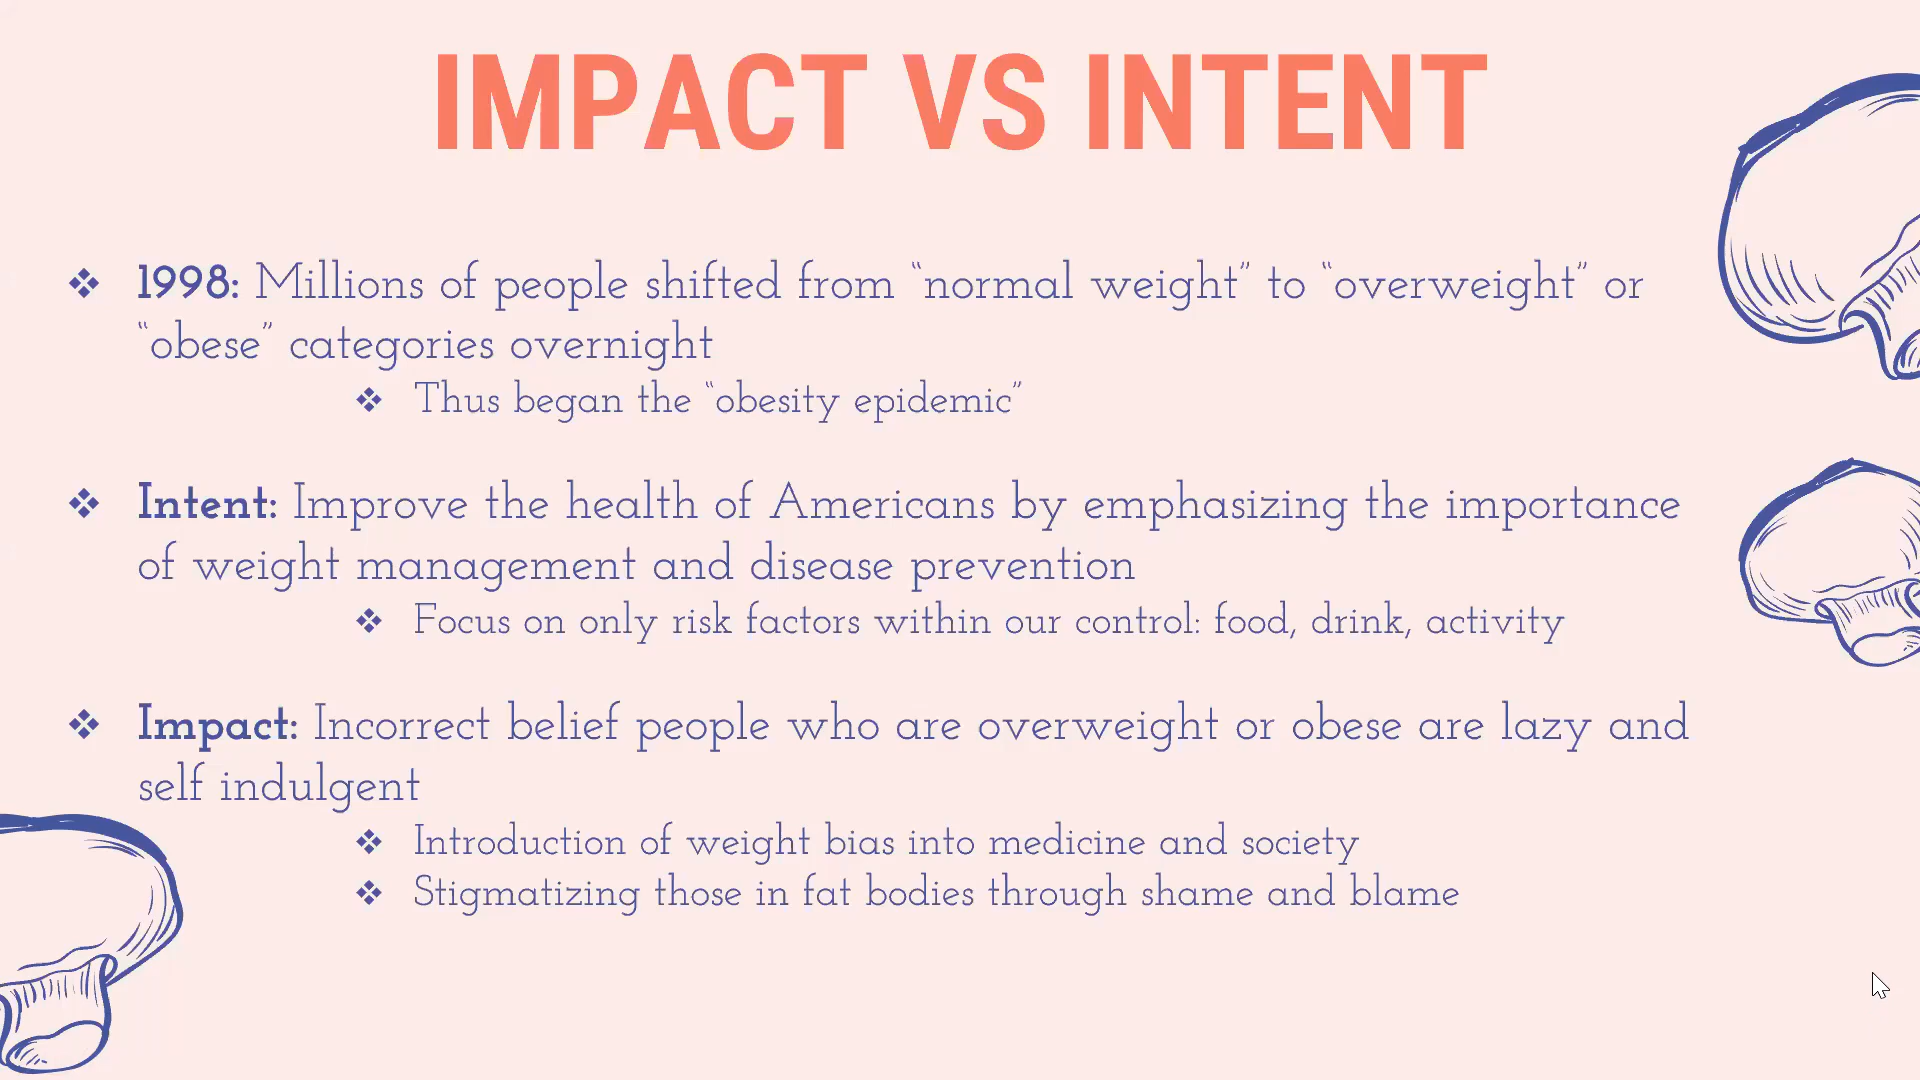 IMPACT VS INTENT
❖ 1998: Millions of people shifted from “normal weight” to “overweight” or
“obese” categories overnight
❖ Thus began the “obesity epidemic”
❖ Intent: Improve the health of Americans by emphasizing the importance
of weight management and disease prevention
❖ Focus on only risk factors within our control: food, drink, activity
❖ Impact: Incorrect belief people who are overweight or obese are lazy and
self indulgent
❖ Introduction of weight bias into medicine and society
❖ Stigmatizing those in fat bodies through shame and blame